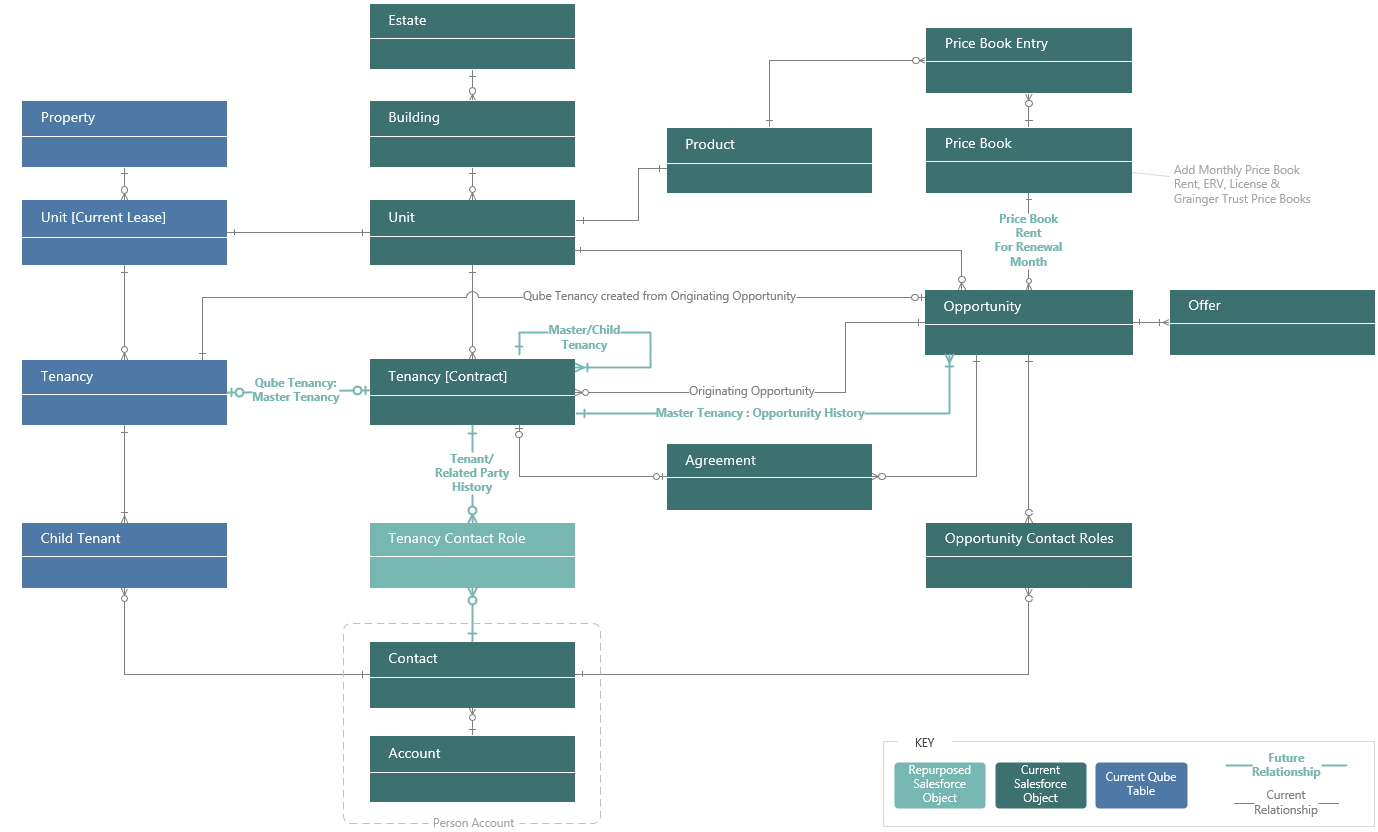 Estate
Price Book Entry
Property
Building
Product
Price Book
Add Monthly Price Book
Rent, ERV, License &
Grainger Trust Price Books
Unit [Current Lease]
Unit
Price Book
Rent
For Renewal
Month
Qube Tenancy created from Originating Opportunity
Opportunity
Offer
Master/Child
Tenancy
Tenancy
Qube Tenancy:
Master Tenancy
Tenancy [Contract]
Originating Opportunity
Master Tenancy : Opportunity History
Tenant/
Related Party
History
Agreement
Child Tenant
Tenancy Contact Role
Opportunity Contact Roles
Contact
Account
Person Account
KEY
Repurposed
Salesforce
Object
Current
Salesforce
Object
Current Qube
Table
Future
Relationship
Current
Relationship